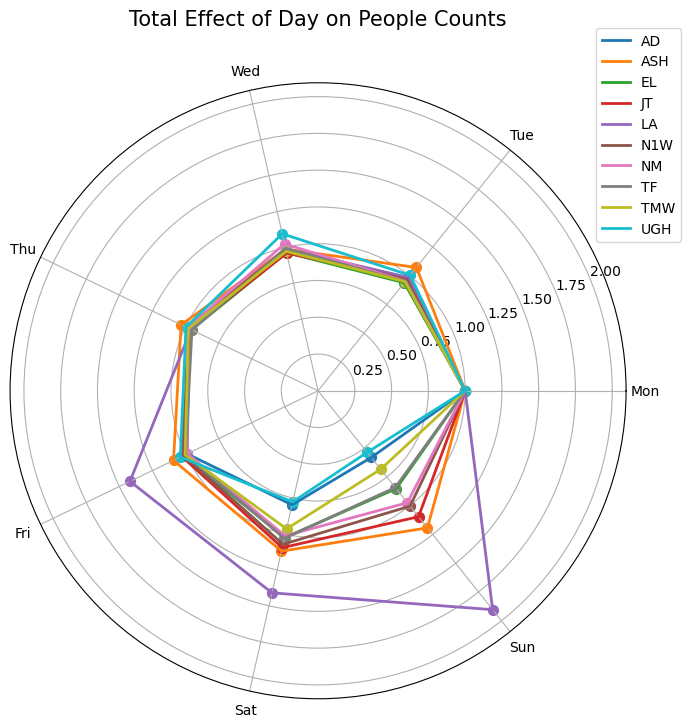 Total Effect of Day on People Counts
AD
ASH
EL
JT
LA
N1W
NM
TF
TMW
UGH
Wed
Tue
Thu
2.00
1.75
1.50
1.25
1.00
0.75
0.50
0.25
Mon
Fri
Sun
Sat